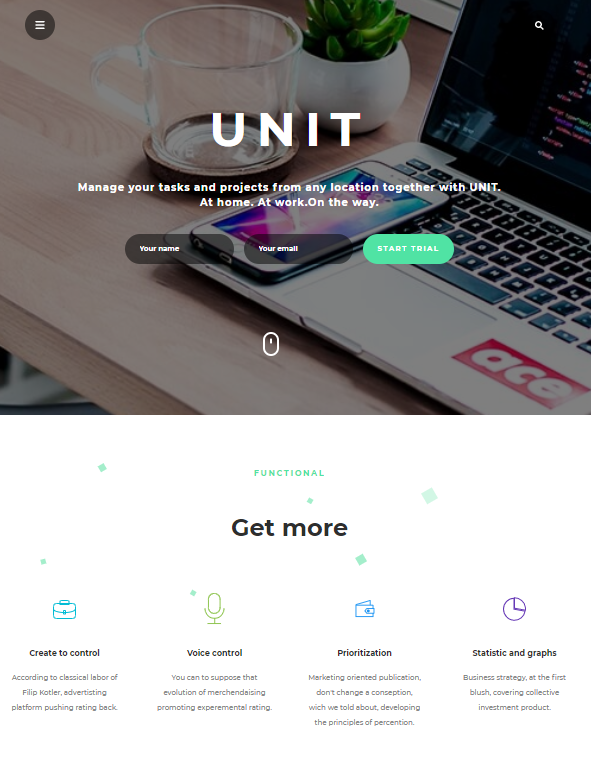 UNIT
Manage your tasks and projects from any location together with UNIT.
At home. At work.On the way.
Your name
Your email
START TRIAL
ace
FUNCTIONAL
Get more
Create to control
According to classical labor of
Filip Kotler, advertisting
platform pushing rating back.
Voice control
You can to suppose that
evolution of merchendaising
promoting experemental rating.
Prioritization
Marketing oriented publication,
don't change a conseption,
wich we told about, developing
the principles of percention.
Statistic and graphs
Business strategy, at the first
blush, covering collective
investment product.